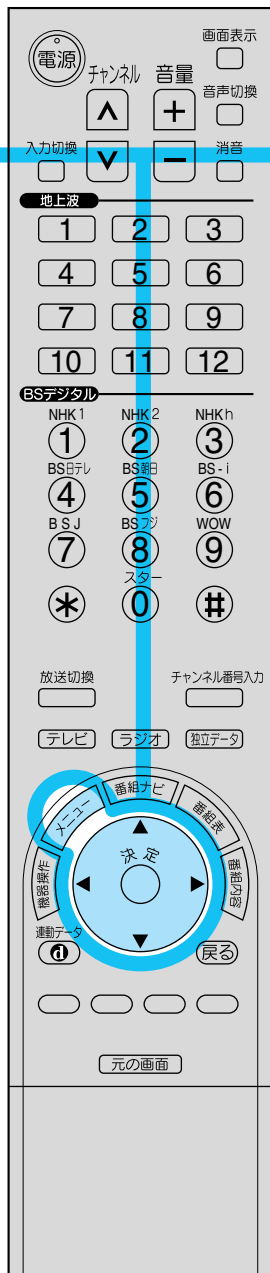 電源
画面表示
チャンネル 音量
音声切換
∧ +
入力切換
∨ −
消音
地上波
1 2 3
4 5 6
7 8 9
10 11 12
BSデジタル
NHK1 NHK2 NHKh
1 2 3
BS日テレ BS朝日 BS-i
4 5 6
BSJ BSフジ WOW
7 8 9
スター
* 0 #
放送切換 チャンネル番号入力
テレビ ラジオ 独立データ
機器操作 メニュー 番組ナビ 番組表 番組内容
決定
連動データ
d 戻る
元の画面